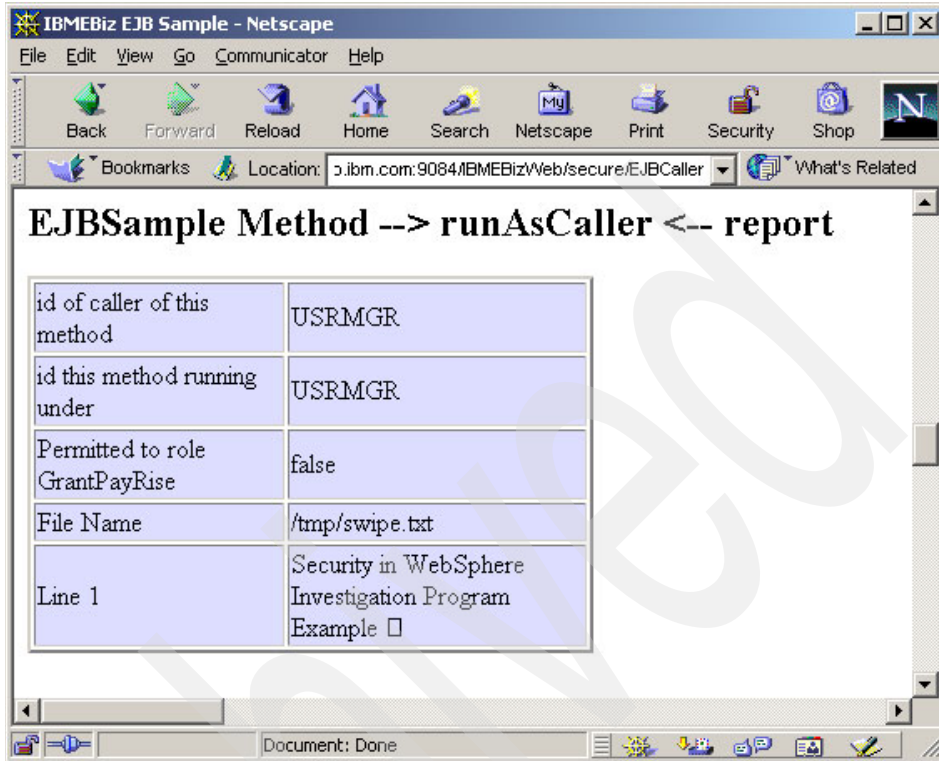 IBMEBiz EJB Sample - Netscape
File Edit View Go Communicator Help
Back Forward Reload Home Search Netscape Print Security Shop
My
N
Bookmarks Location: o.ibm.com:9084/IBMEBizWeb/secure/EJBCaller What's Related
EJBSample Method --> runAsCaller <-- report
id of caller of this
method
USRMGR
id this method running
under
USRMGR
Permitted to role
GrantPayRise
false
File Name
/tmp/swipe.txt
Line 1
Security in WebSphere
Investigation Program
Example
Document: Done